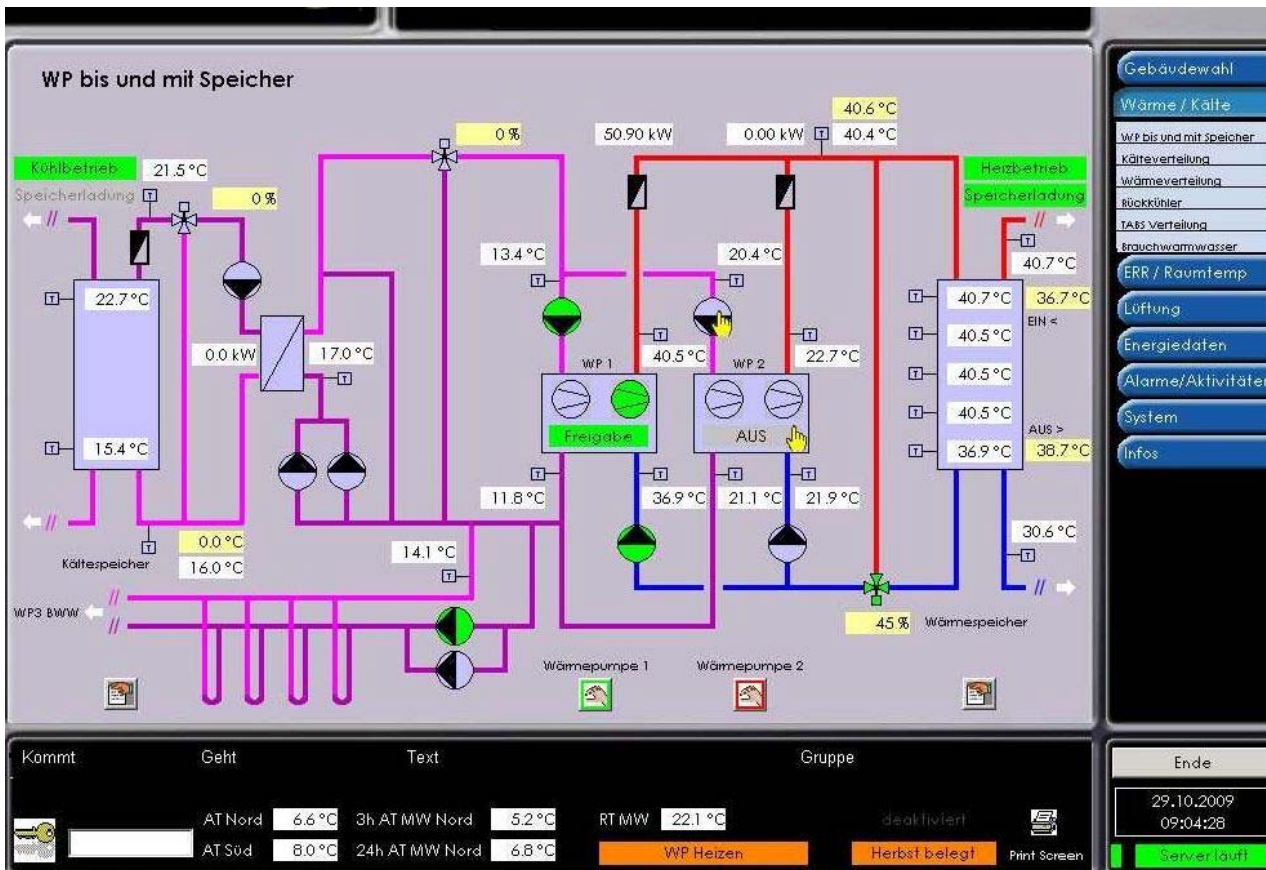 WP bis und mit Speicher
Kühlbetrieb
21.5 °C
Speicherladung
T
0 %
0 %
50.90 kW
0.00 kW
T
40.6 °C
40.4 °C
Heizbetrieb
Speicherladung
T
40.7 °C
13.4 °C
T
20.4 °C
T
T
22.7 °C
T
40.7 °C
36.7 °C
EIN <
T
40.5 °C
T
40.5 °C
T
40.5 °C
AUS >
T
36.9 °C
38.7 °C
0.0 kW
17.0 °C
T
T
40.5 °C
T
22.7 °C
WP 1
WP 2
Freigabe
AUS
T
15.4 °C
T
11.8 °C
T
36.9 °C
T
21.1 °C
T
21.9 °C
T
0.0 °C
16.0 °C
Kältespeicher
14.1 °C
T
30.6 °C
T
45 %
Wärmespeicher
WP3 BWW
Wärmepumpe 1
Wärmepumpe 2
Gebäudewahl
Wärme / Kälte
WP bis und mit Speicher
Kälteverteilung
Wärmeverteilung
Rückkühler
TABS Verteilung
Brauchwarmwasser
ERR / Raumtemp
Lüftung
Energiedaten
Alarme/Aktivitäten
System
Infos
Kommt
Geht
Text
Gruppe
AT Nord
6.6 °C
3h AT MW Nord
5.2 °C
RT MW
22.1 °C
deaktiviert
AT Süd
8.0 °C
24h AT MW Nord
6.8 °C
WP Heizen
Herbst belegt
Print Screen
Ende
29.10.2009
09:04:28
Server läuft